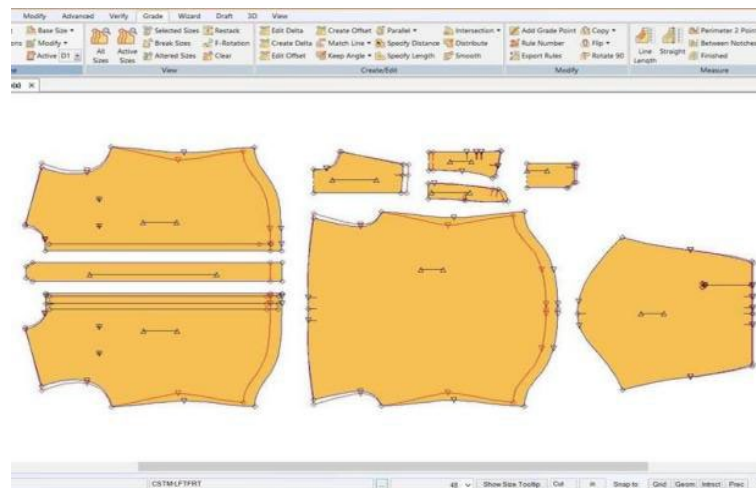 Modify Advanced Verify Grade Wizard Draft 3D View
Base Size All Sizes Active Sizes Selected Sizes Restack Edit Delta Create Offset Parallel Intersection Add Grade Point Copy Line Length Straight Perimeter 2 Poin
Modify Break Sizes F-Rotation Create Delta Match Line Specify Distance Distribute Rule Number Flip Between Notches
Active D1 Altered Sizes Clear Edit Offset Keep Angle Specify Length Smooth Export Rules Rotate 90 Finished
View Create/Edit Modify Measure
CSTM-LFTFRT 48 Show Size Tooltip Cut in Snap to Grid Geom Intrsct Prec